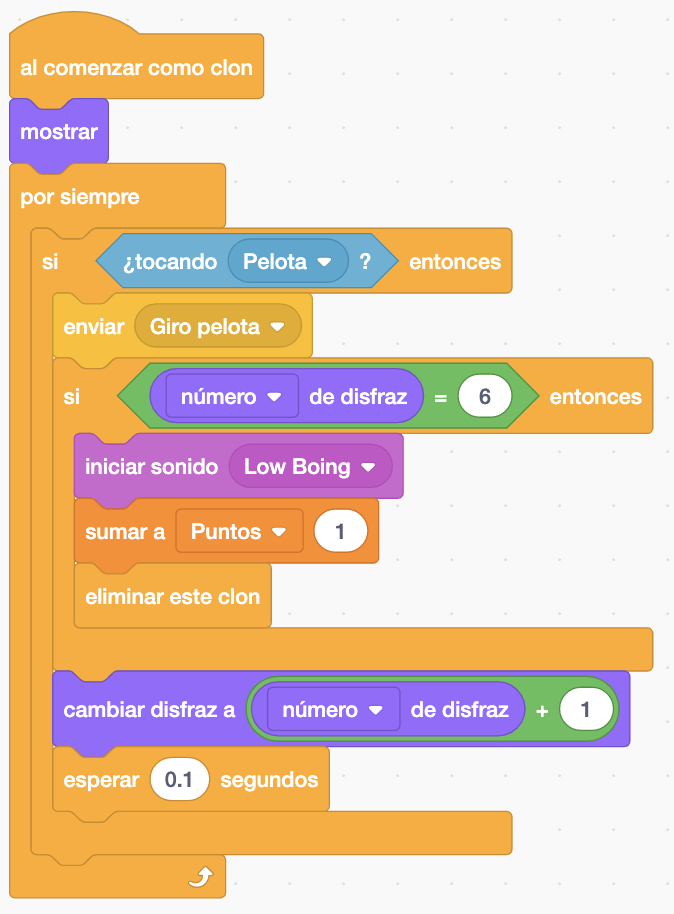 al comenzar como clon
mostrar
por siempre
si ¿tocando Pelota ? entonces
enviar Giro pelota
si número de disfraz = 6 entonces
iniciar sonido Low Boing
sumar a Puntos 1
eliminar este clon
cambiar disfraz a número de disfraz + 1
esperar 0.1 segundos